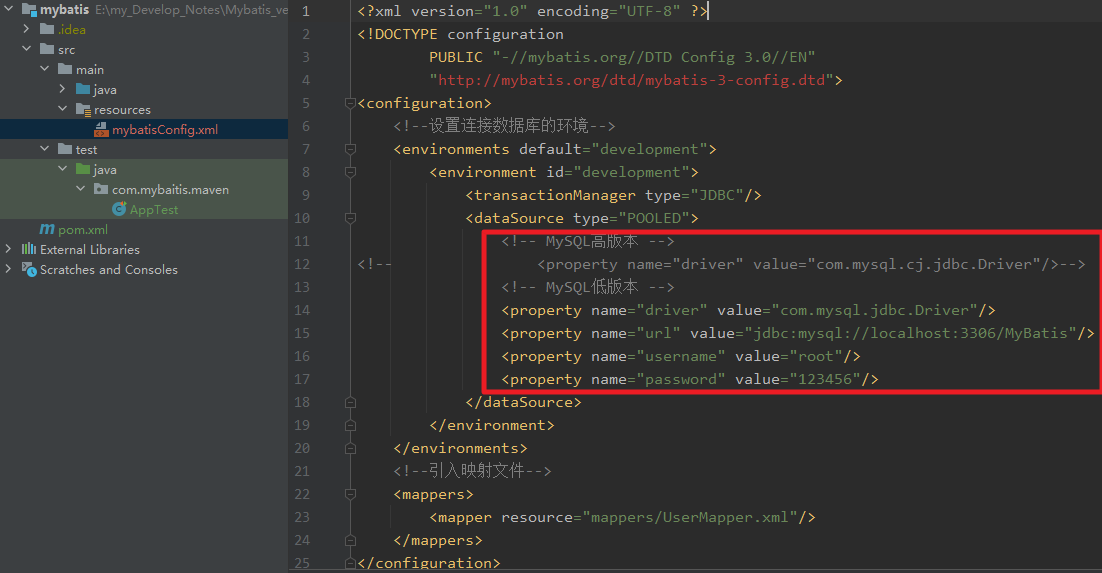 mybatis E:\my_Develop_Notes\Mybatis_ve
.idea
src
main
java
resources
mybatisConfig.xml
test
java
com.mybaitis.maven
AppTest
pom.xml
External Libraries
Scratches and Consoles
1 <?xml version="1.0" encoding="UTF-8" ?>
2 <!DOCTYPE configuration
3 PUBLIC "-//mybatis.org//DTD Config 3.0//EN"
4 "http://mybatis.org/dtd/mybatis-3-config.dtd">
5 <configuration>
6 <!--设置连接数据库的环境-->
7 <environments default="development">
8 <environment id="development">
9 <transactionManager type="JDBC"/>
10 <dataSource type="POOLED">
11 <!-- MySQL高版本 -->
12 <!-- <property name="driver" value="com.mysql.cj.jdbc.Driver"/>-->
13 <!-- MySQL低版本 -->
14 <property name="driver" value="com.mysql.jdbc.Driver"/>
15 <property name="url" value="jdbc:mysql://localhost:3306/MyBatis"/>
16 <property name="username" value="root"/>
17 <property name="password" value="123456"/>
18 </dataSource>
19 </environment>
20 </environments>
21 <!--引入映射文件-->
22 <mappers>
23 <mapper resource="mappers/UserMapper.xml"/>
24 </mappers>
25 </configuration>